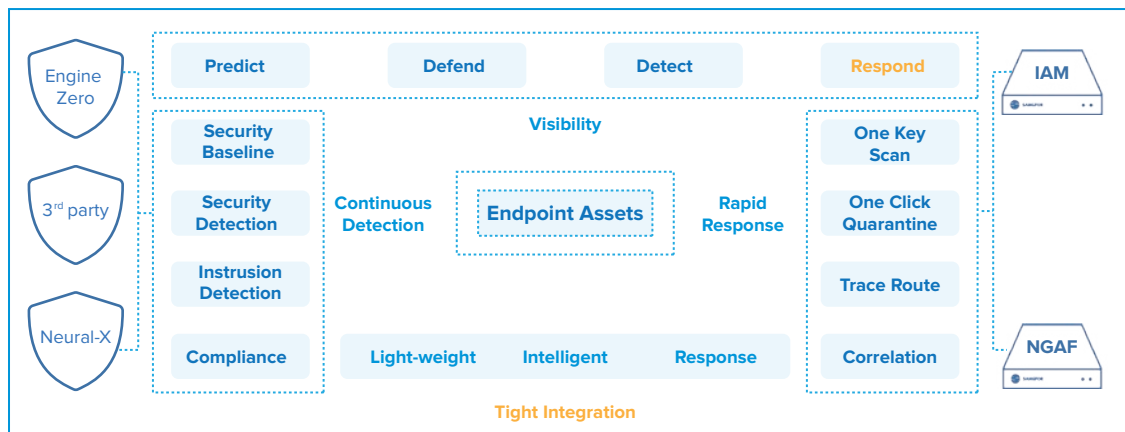 Engine
Zero
3rd party
Neural-X
Predict
Defend
Detect
Respond
Visibility
Security
Baseline
Security
Detection
Instrusion
Detection
Compliance
Continuous
Detection
Endpoint Assets
Rapid
Response
Light-weight
Intelligent
Response
One Key
Scan
One Click
Quarantine
Trace Route
Correlation
IAM
SANGFOR
NGAF
SANGFOR
Tight Integration